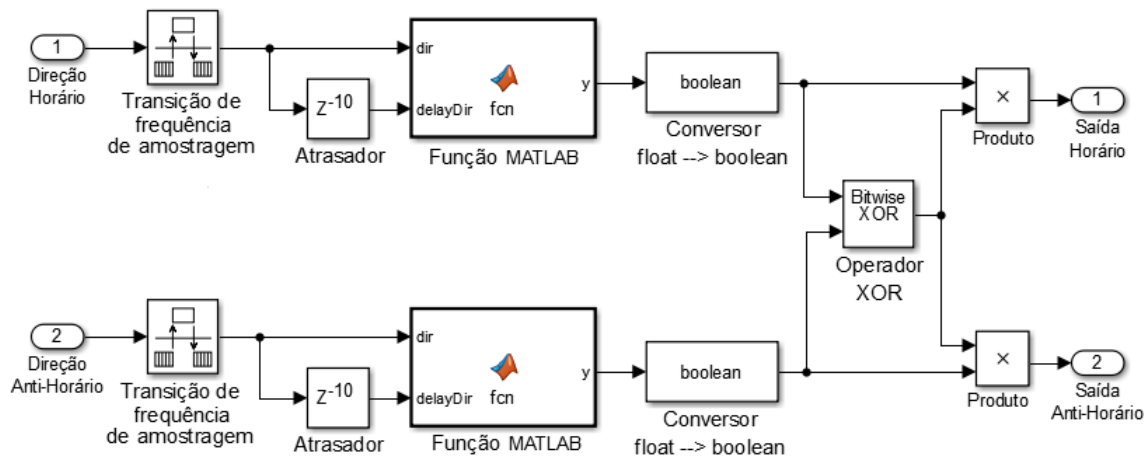 1
Direção
Horário
Transição de
frequência
de amostragem
Z-10
Atrasador
dir
delayDir
fcn
y
Função MATLAB
boolean
Conversor
float --> boolean
×
Produto
1
Saída
Horário
Bitwise
XOR
Operador
XOR
2
Direção
Anti-Horário
Transição de
frequência
de amostragem
Z-10
Atrasador
dir
delayDir
fcn
y
Função MATLAB
boolean
Conversor
float --> boolean
×
Produto
2
Saída
Anti-Horário